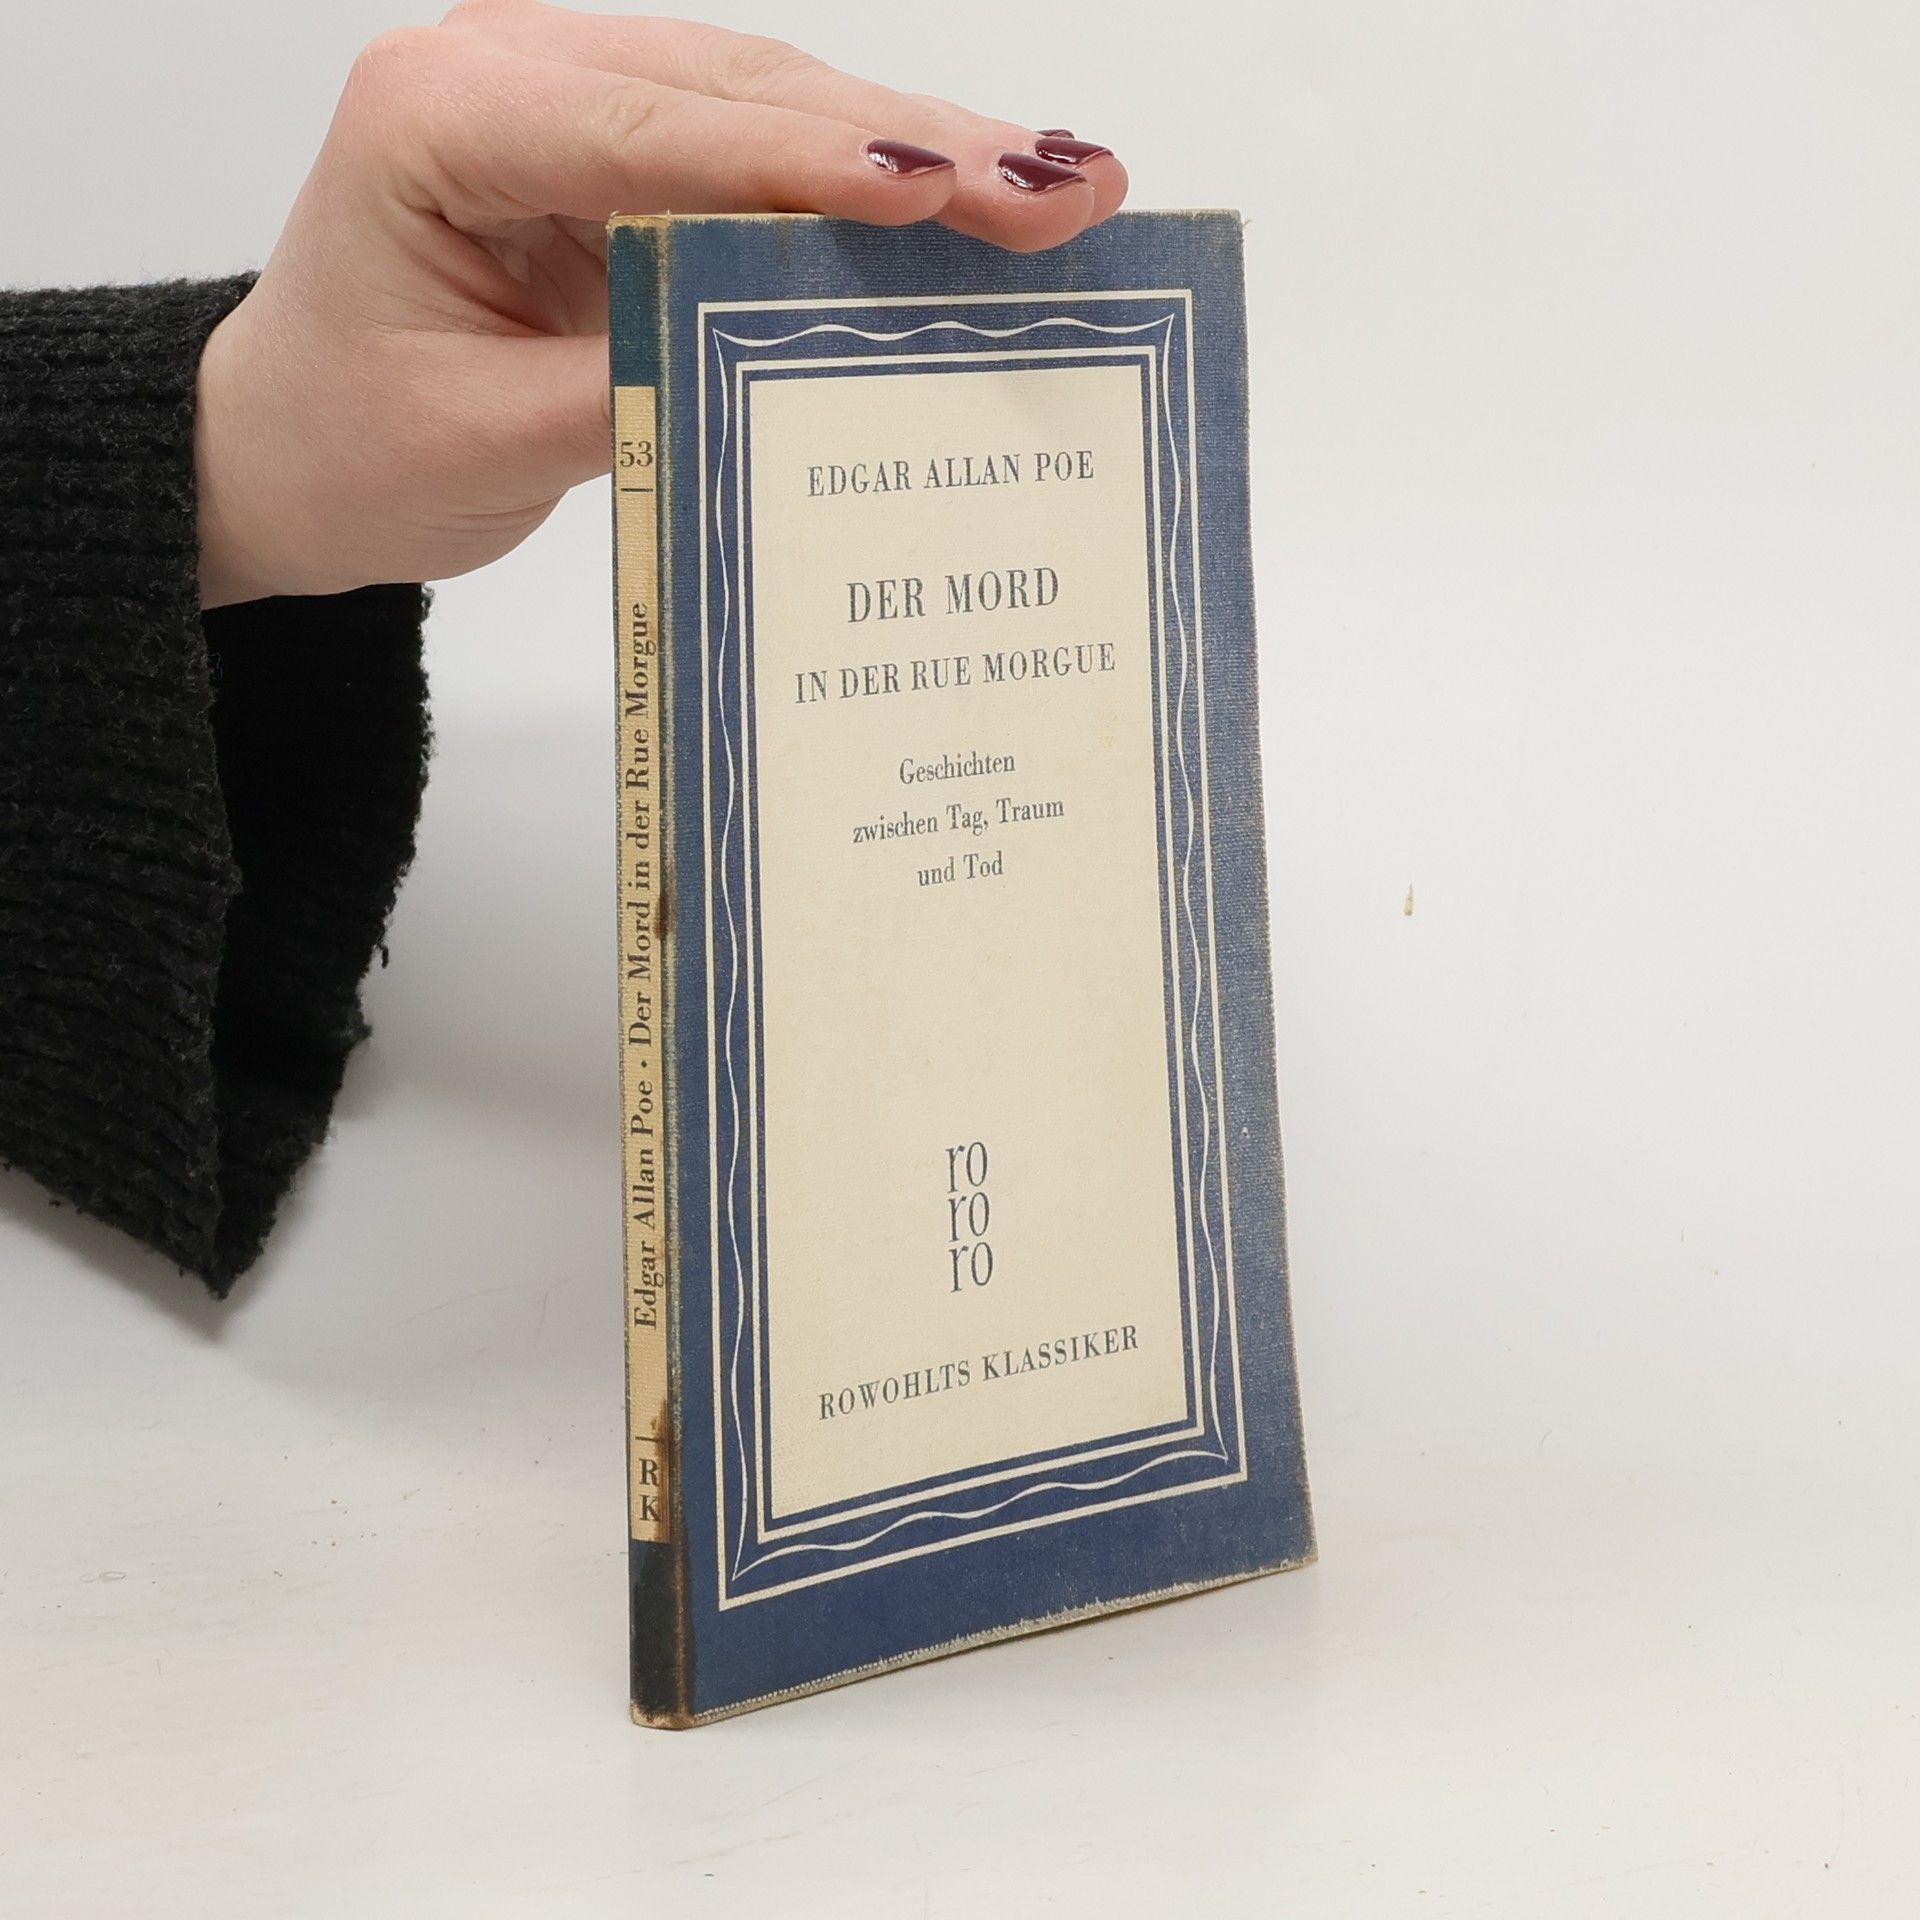 53
Edgar Allan Poe · Der Mord in der Rue Morgue
R
K
EDGAR ALLAN POE
DER MORD
IN DER RUE MORGUE
Geschichten
zwischen Tag, Traum
und Tod
ro
ro
ro
ROWOHLTS KLASSIKER